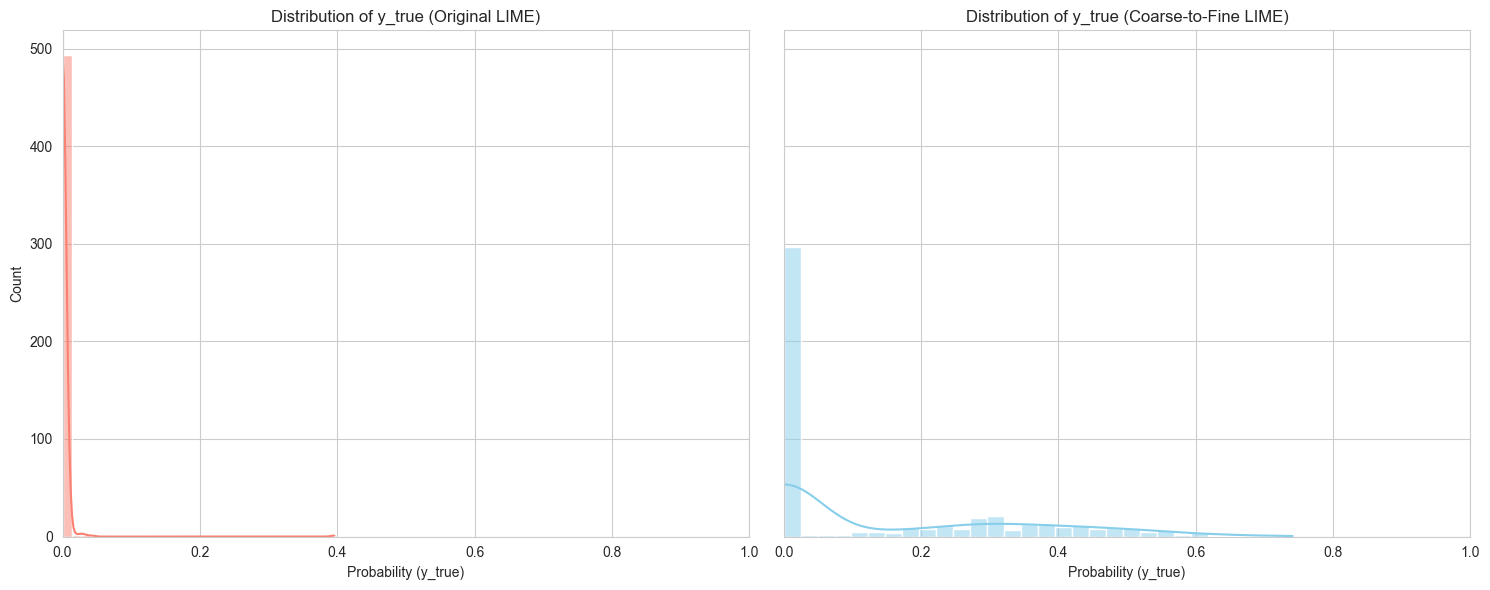 Distribution of y_true (Original LIME)
500
400
300
200
100
0
Count
0.0 0.2 0.4 0.6 0.8 1.0
Probability (y_true)
Distribution of y_true (Coarse-to-Fine LIME)
0.0 0.2 0.4 0.6 0.8 1.0
Probability (y_true)